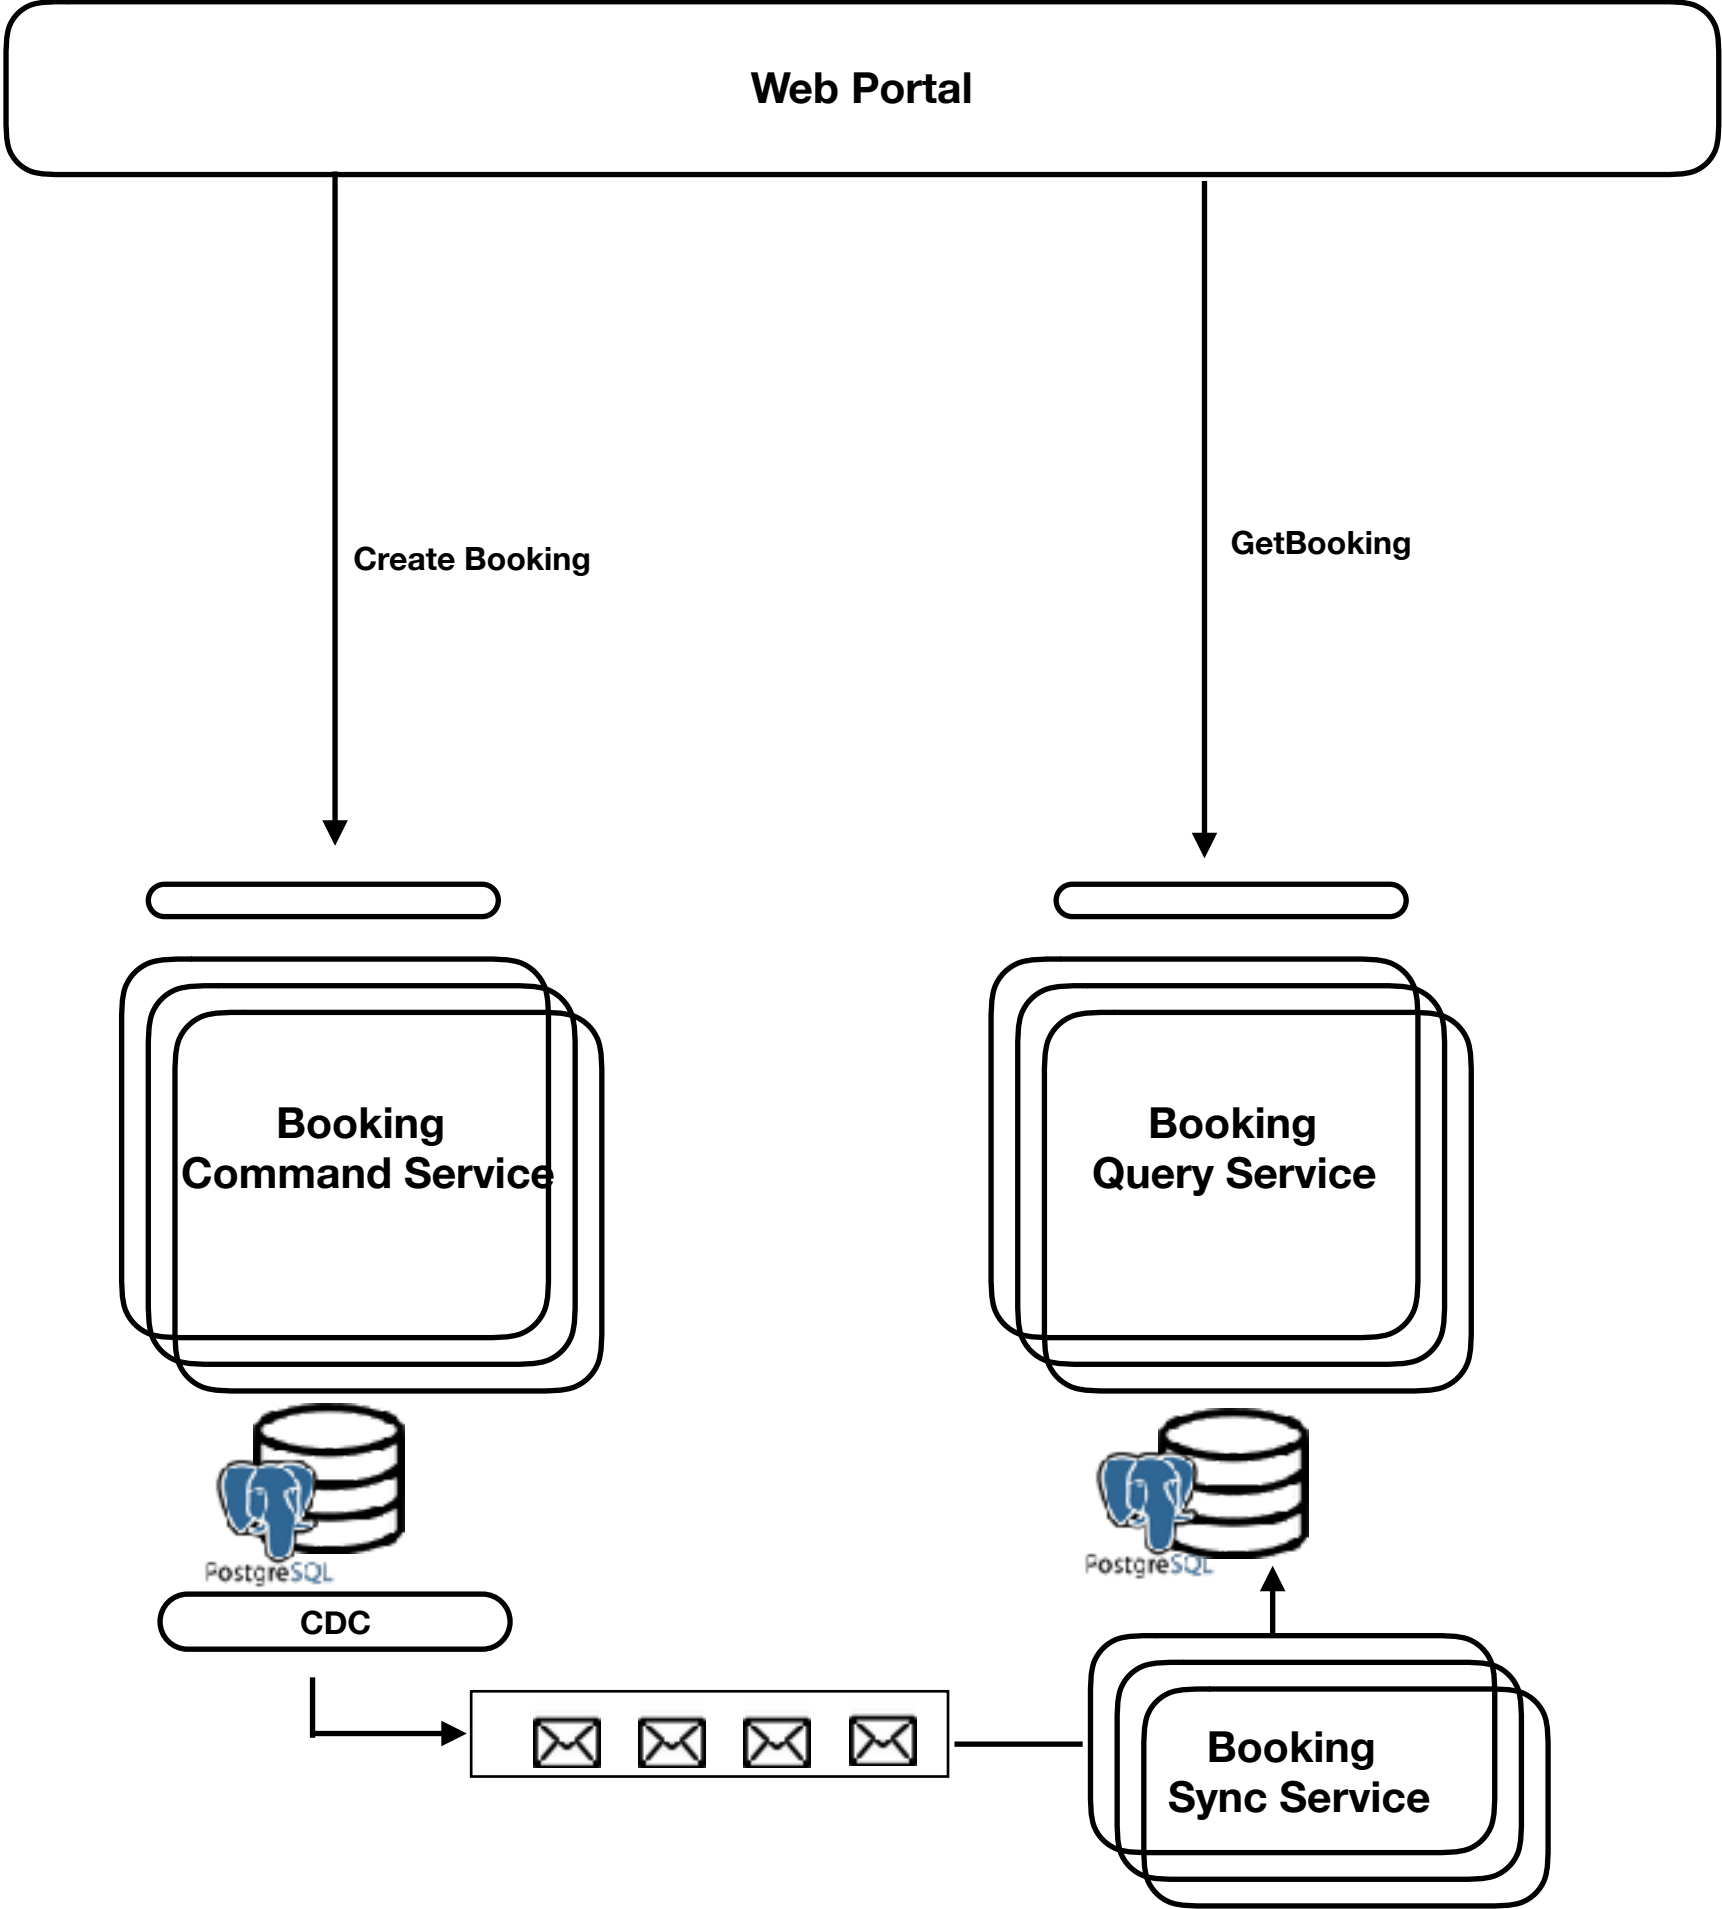 Web Portal
Create Booking
GetBooking
Booking
Command Service
Booking
Query Service
PostgreSQL
PostgreSQL
CDC
Booking
Sync Service